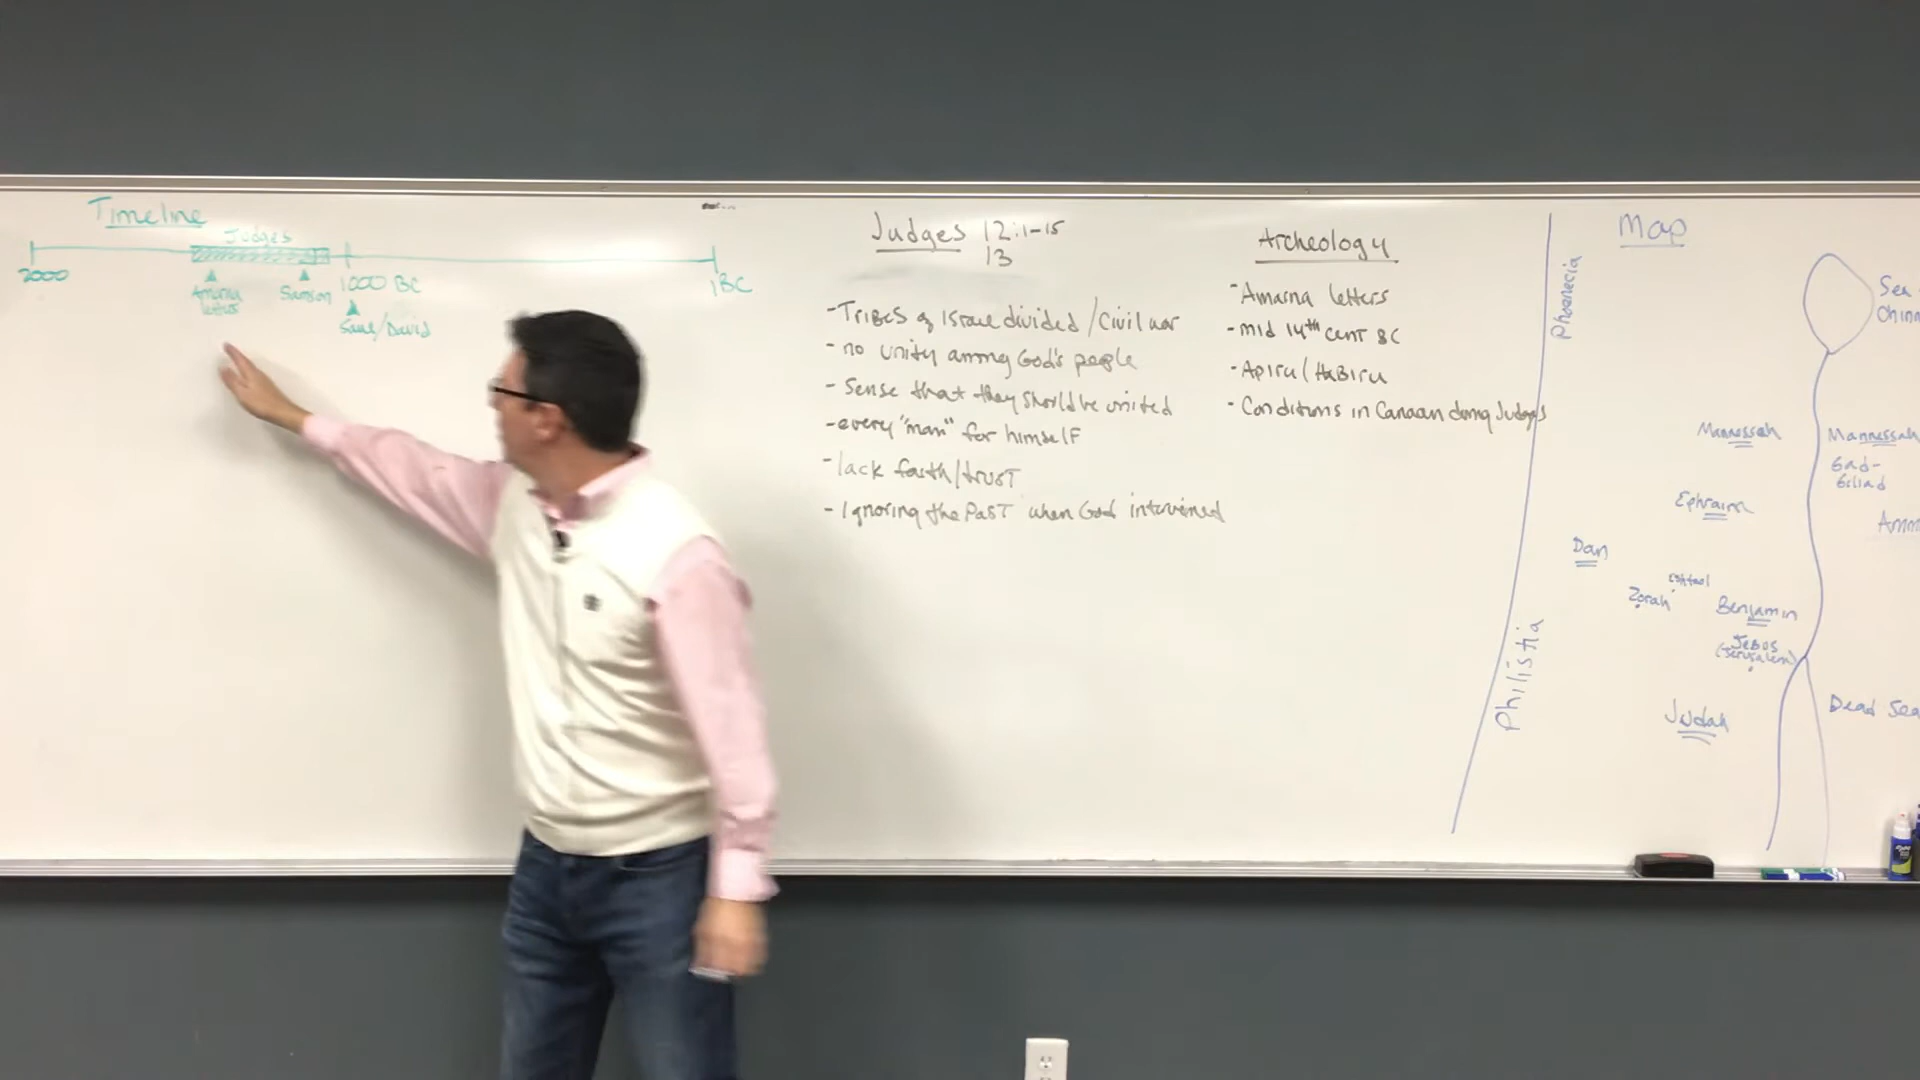 Timeline
Judges
2000
1000 BC
1 BC
Amarna
letters
Samson
Saul/David
Judges 12:1-15
13
- Tribes of Israel divided / Civil war
- no unity among God's people
- Sense that they should be united
- every "man" for himself
- lack faith/trust
- Ignoring the Past when God intervened
Archeology
- Amarna letters
- mid 14th cent BC
- Apiru / HaBiru
- Conditions in Canaan during Judges
Map
Phoenecia
Philistia
Sea
Chinn
Mannessah
Mannessah
Gad-
Giliad
Ephraim
Amm
Dan
Eshtaol
Zorah
Benjamin
Jebus
(Jerusalem)
Judah
Dead Sea